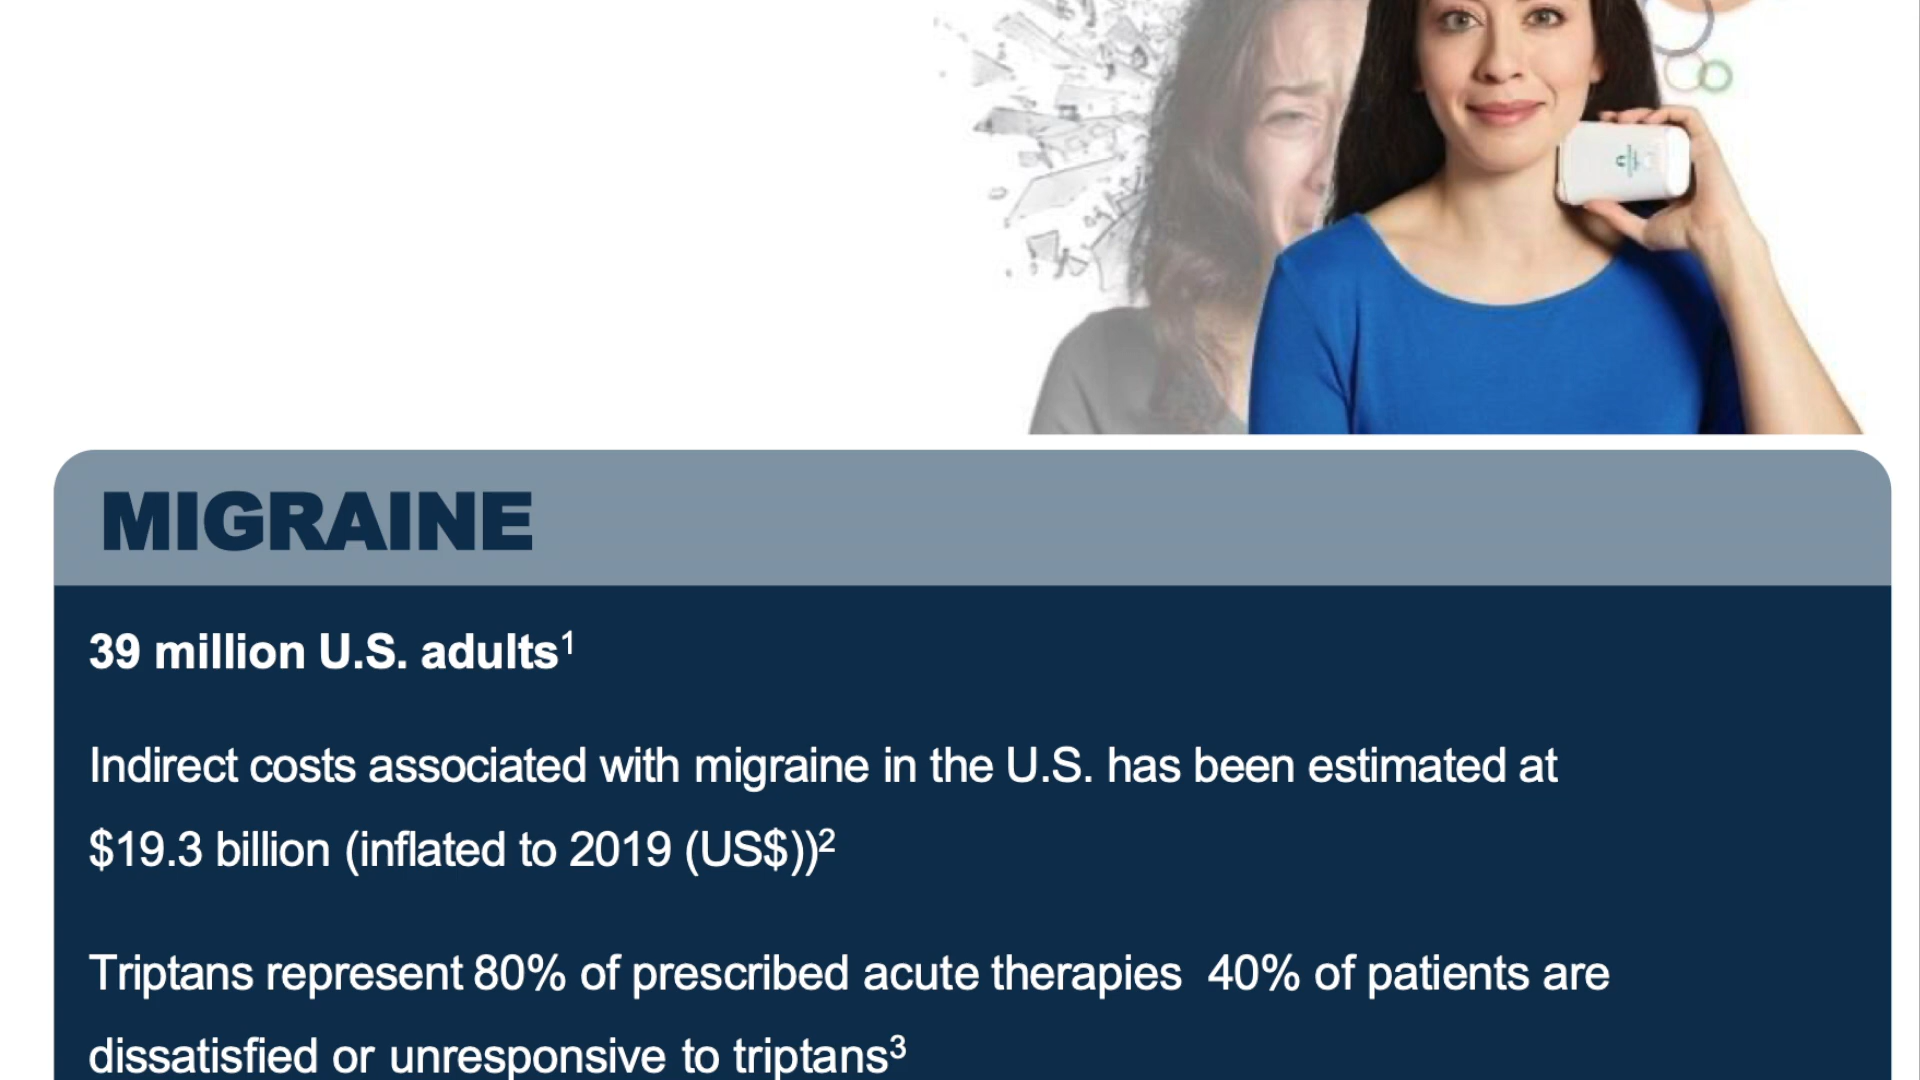 MIGRAINE
39 million U.S. adults¹
Indirect costs associated with migraine in the U.S. has been estimated at
$19.3 billion (inflated to 2019 (US$))²
Triptans represent 80% of prescribed acute therapies  40% of patients are
dissatisfied or unresponsive to triptans³